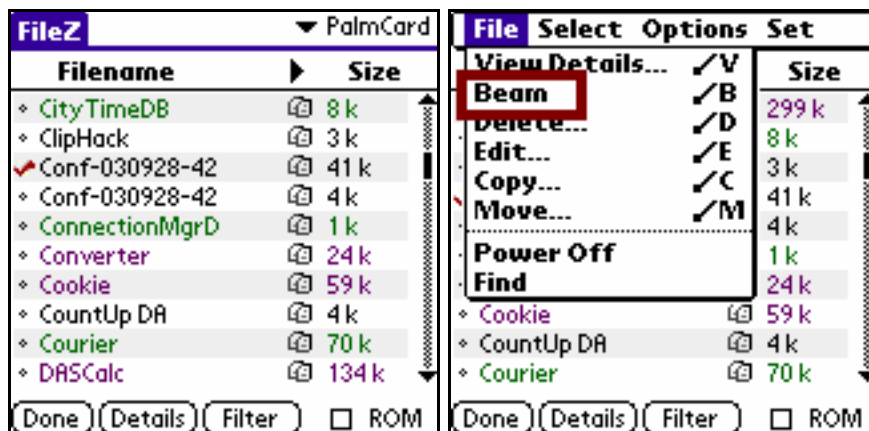 FileZ ▼ PalmCard
Filename ▶ Size
CityTimeDB 8 k
ClipHack 3 k
Conf-030928-42 41 k
Conf-030928-42 4 k
ConnectionMgrD 1 k
Converter 24 k
Cookie 59 k
CountUp DA 4 k
Courier 70 k
DASCalc 134 k
Done Details Filter ROM
File Select Options Set
View Details... /V
Size
Beam /B
299 k
Delete... /D
8 k
Edit... /E
3 k
Copy... /C
41 k
Move... /M
4 k
Power Off
1 k
Find
24 k
Cookie 59 k
CountUp DA 4 k
Courier 70 k
Done Details Filter ROM